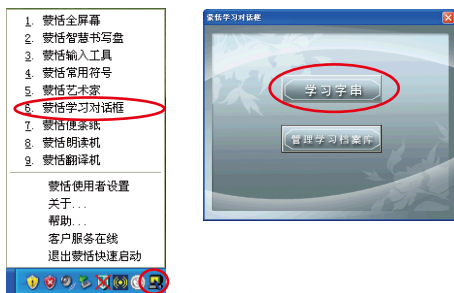 1. 蒙恬全屏幕
2. 蒙恬智慧书写盘
3. 蒙恬输入工具
4. 蒙恬常用符号
5. 蒙恬艺术家
6. 蒙恬学习对话框
7. 蒙恬便条纸
8. 蒙恬朗读机
9. 蒙恬翻译机
蒙恬使用者设置
关于...
帮助...
客户服务在线
退出蒙恬快速启动
蒙恬学习对话框
学习字串
管理学习档案库